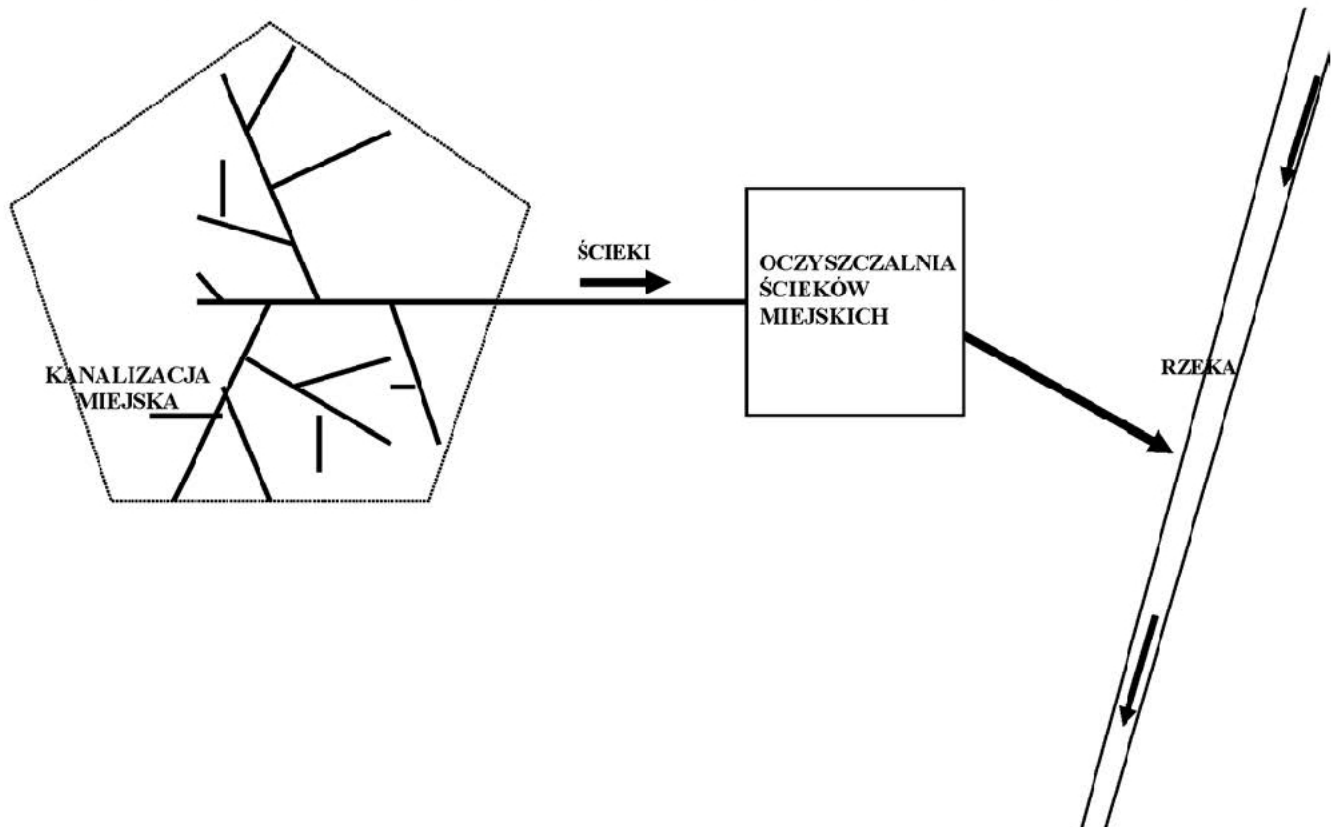 ŚCIEKI
OCZYSZCZALNIA
ŚCIEKÓW
MIEJSKICH
RZEKA
KANALIZACJA
MIEJSKA